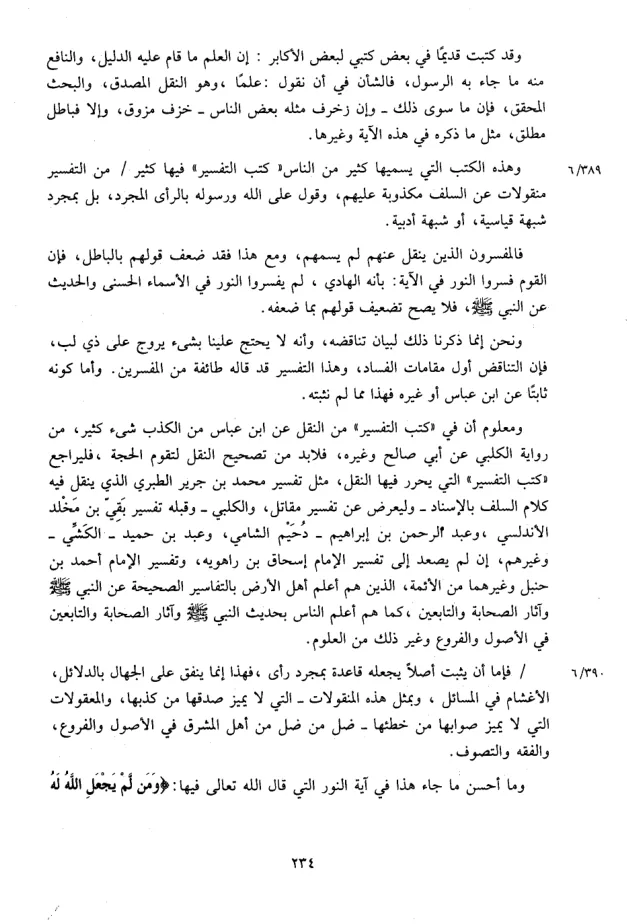 وقد كتبت قديمًا في بعض كتبي لبعض الأكابر : إن العلم ما قام عليه الدليل، والنافع
منه ما جاء به الرسول، فالشأن في أن نقول :علمًا ،وهو النقل المصدق، والبحث
المحقق، فإن ما سوى ذلك ــ وإن زخرف مثله بعض الناس ــ خزف مزوق، وإلا فباطل
مطلق، مثل ما ذكره في هذه الآية وغيرها.
٦/٣٨٩ وهذه الكتب التي يسميها كثير من الناس« كتب التفسير» فيها كثير / من التفسير
منقولات عن السلف مكذوبة عليهم، وقول على الله ورسوله بالرأى المجرد، بل بمجرد
شبهة قياسية، أو شبهة أدبية.
فالمفسرون الذين ينقل عنهم لم يسمهم، ومع هذا فقد ضعف قولهم بالباطل، فإن
القوم فسروا النور في الآية: بأنه الهادي ، لم يفسروا النور في الأسماء الحسنى والحديث
عن النبي ﷺ، فلا يصح تضعيف قولهم بما ضعفه.
ونحن إنما ذكرنا ذلك لبيان تناقضه، وأنه لا يحتج علينا بشىء يروج على ذي لب،
فإن التناقض أول مقامات الفساد، وهذا التفسير قد قاله طائفة من المفسرين. وأما كونه
ثابتًا عن ابن عباس أو غيره فهذا مما لم نثبته.
ومعلوم أن في «كتب التفسير» من النقل عن ابن عباس من الكذب شىء كثير، من
رواية الكلبي عن أبي صالح وغيره، فلابد من تصحيح النقل لتقوم الحجة ،فليراجع
«كتب التفسير» التي يحرر فيها النقل، مثل تفسير محمد بن جرير الطبري الذي ينقل فيه
كلام السلف بالإسناد ــ وليعرض عن تفسير مقاتل، والكلبي ــ وقبله تفسير بَقِيّ بن مَخْلد
الأندلسي ،وعبد الرحمن بن إبراهيم ــ دُحَيْم الشامي، وعبد بن حميد ــ الكَشِّي ــ
وغيرهم، إن لم يصعد إلى تفسير الإمام إسحاق بن راهويه، وتفسير الإمام أحمد بن
حنبل وغيرهما من الأئمة، الذين هم أعلم أهل الأرض بالتفاسير الصحيحة عن النبي ﷺ
وآثار الصحابة والتابعين ،كما هم أعلم الناس بحديث النبي ﷺ وآثار الصحابة والتابعين
في الأصول والفروع وغير ذلك من العلوم.
٦/٣٩٠ / فإما أن يثبت أصلاً يجعله قاعدة بمجرد رأى ،فهذا إنما ينفق على الجهال بالدلائل،
الأغشام في المسائل، وبمثل هذه المنقولات ــ التي لا يميز صدقها من كذبها، والمعقولات
التي لا يميز صوابها من خطئها ــ ضل من ضل من أهل المشرق في الأصول والفروع،
والفقه والتصوف.
وما أحسن ما جاء هذا في آية النور التي قال الله تعالى فيها: ﴿وَمَن لَّمْ يَجْعَلِ اللَّهُ لَهُ
٢٣٤